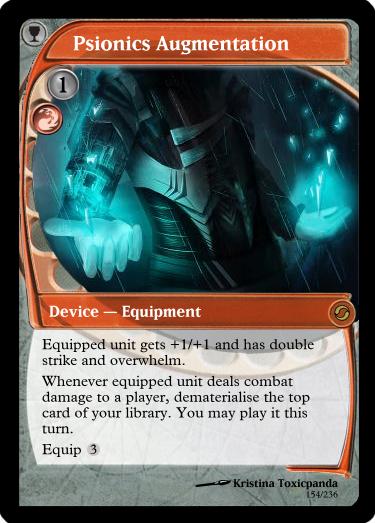 Psionics Augmentation
1
Device — Equipment
Equipped unit gets +1/+1 and has double
strike and overwhelm.
Whenever equipped unit deals combat
damage to a player, dematerialise the top
card of your library. You may play it this
turn.
Equip 3
Kristina Toxicpanda
154/236